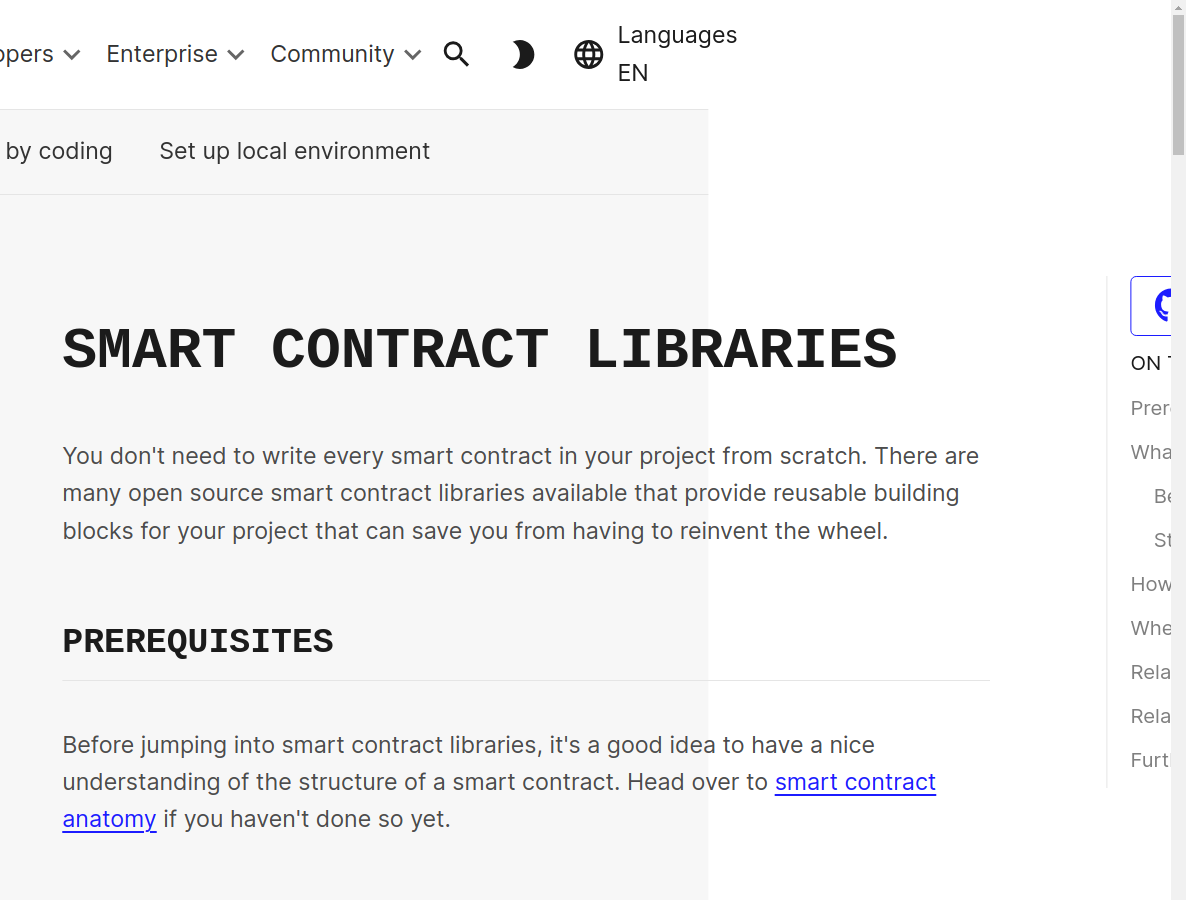 opers
Enterprise
Community
Languages
EN
by coding
Set up local environment
SMART CONTRACT LIBRARIES
You don't need to write every smart contract in your project from scratch. There are
many open source smart contract libraries available that provide reusable building
blocks for your project that can save you from having to reinvent the wheel.
PREREQUISITES
Before jumping into smart contract libraries, it's a good idea to have a nice
understanding of the structure of a smart contract. Head over to smart contract
anatomy if you haven't done so yet.
ON
Prer
Wha
Be
St
How
Whe
Rela
Rela
Furt